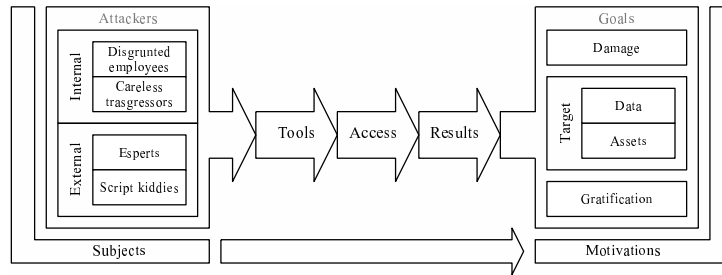 Attackers
Internal
Disgrunted
employees
Careless
trasgressors
External
Esperts
Script kiddies
Subjects
Tools
Access
Results
Goals
Damage
Target
Data
Assets
Gratification
Motivations